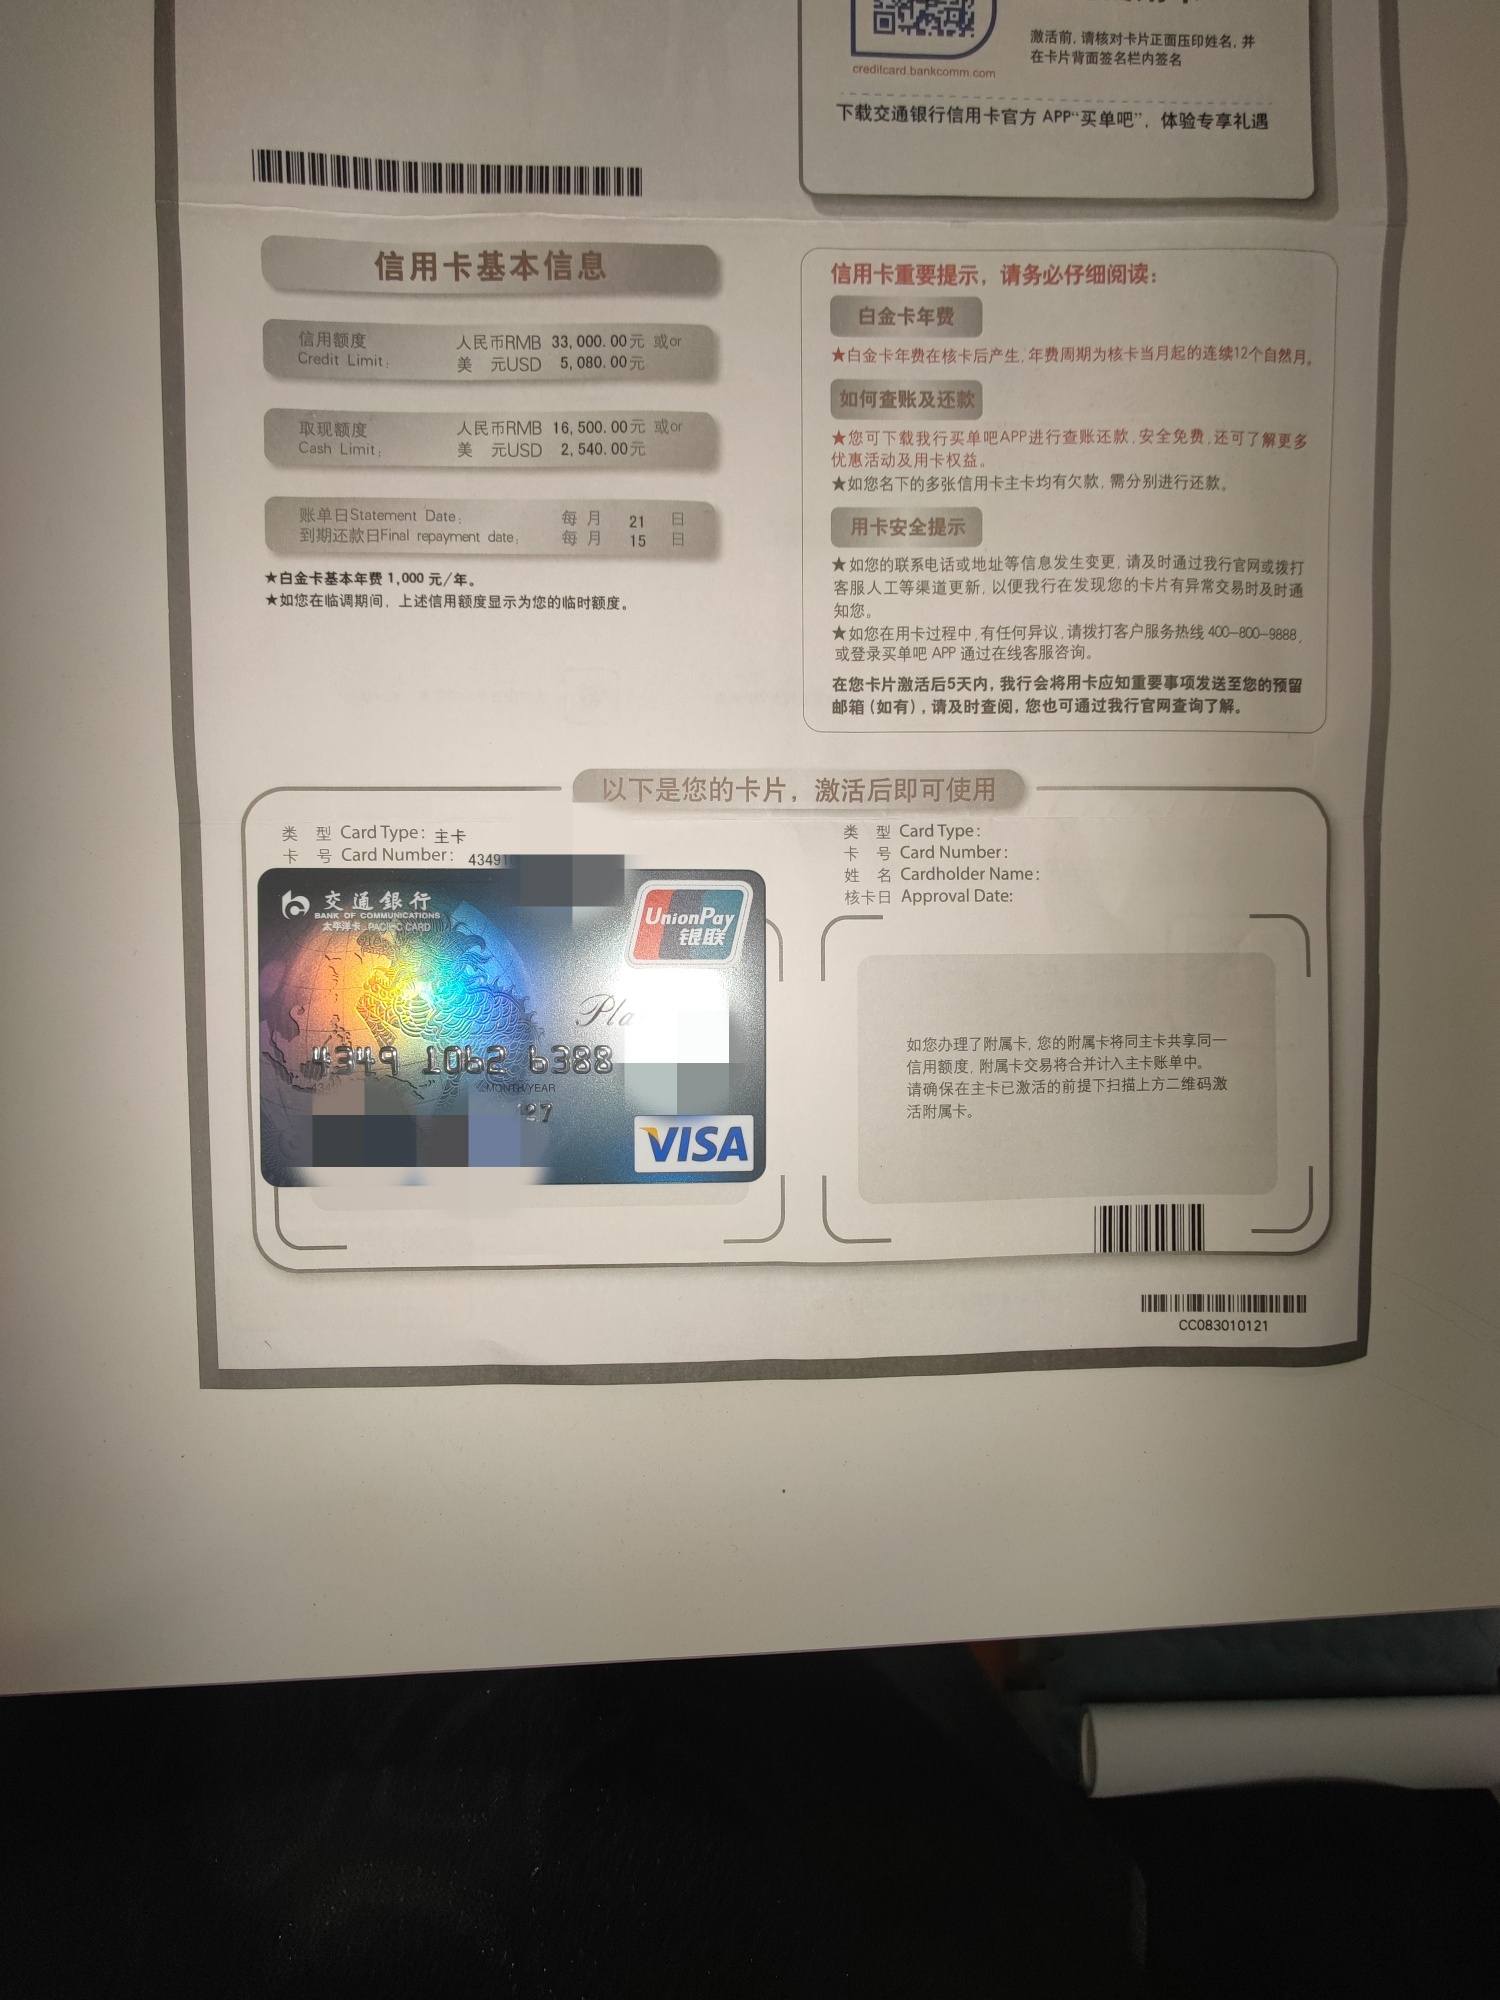 激活前, 请核对卡片正面压印姓名, 并
在卡片背面签名栏内签名
creditcard.bankcomm.com
下载交通银行信用卡官方 APP“买单吧”, 体验专享礼遇
信用卡基本信息
信用额度 人民币RMB 33,000.00元 或or
Credit Limit: 美 元USD 5,080.00元
取现额度 人民币RMB 16,500.00元 或or
Cash Limit: 美 元USD 2,540.00元
账单日Statement Date: 每 月 21 日
到期还款日Final repayment date: 每 月 15 日
★白金卡基本年费 1,000 元/年。
★如您在临调期间, 上述信用额度显示为您的临时额度。
信用卡重要提示, 请务必仔细阅读:
白金卡年费
★白金卡年费在核卡后产生, 年费周期为核卡当月起的连续12个自然月。
如何查账及还款
★您可下载我行买单吧APP进行查账还款, 安全免费, 还可了解更多
优惠活动及用卡权益。
★如您名下的多张信用卡主卡均有欠款, 需分别进行还款。
用卡安全提示
★如您的联系电话或地址等信息发生变更, 请及时通过我行官网或拨打
客服人工等渠道更新, 以便我行在发现您的卡片有异常交易时及时通
知您。
★如您在用卡过程中, 有任何异议, 请拨打客户服务热线 400-800-9888,
或登录买单吧 APP 通过在线客服咨询。
在您卡片激活后5天内, 我行会将用卡应知重要事项发送至您的预留
邮箱 (如有) , 请及时查阅, 您也可通过我行官网查询了解。
以下是您的卡片, 激活后即可使用
类 型 Card Type: 主卡
卡 号 Card Number: 43491
交通銀行
BANK OF COMMUNICATIONS
太平洋卡 PACIFIC CARD
UnionPay
银联
Pla
4349 1062 6388
MONTH/YEAR
27
VISA
类 型 Card Type:
卡 号 Card Number:
姓 名 Cardholder Name:
核卡日 Approval Date:
如您办理了附属卡, 您的附属卡将同主卡共享同一
信用额度, 附属卡交易将合并计入主卡账单中。
请确保在主卡已激活的前提下扫描上方二维码激
活附属卡。
CC083010121